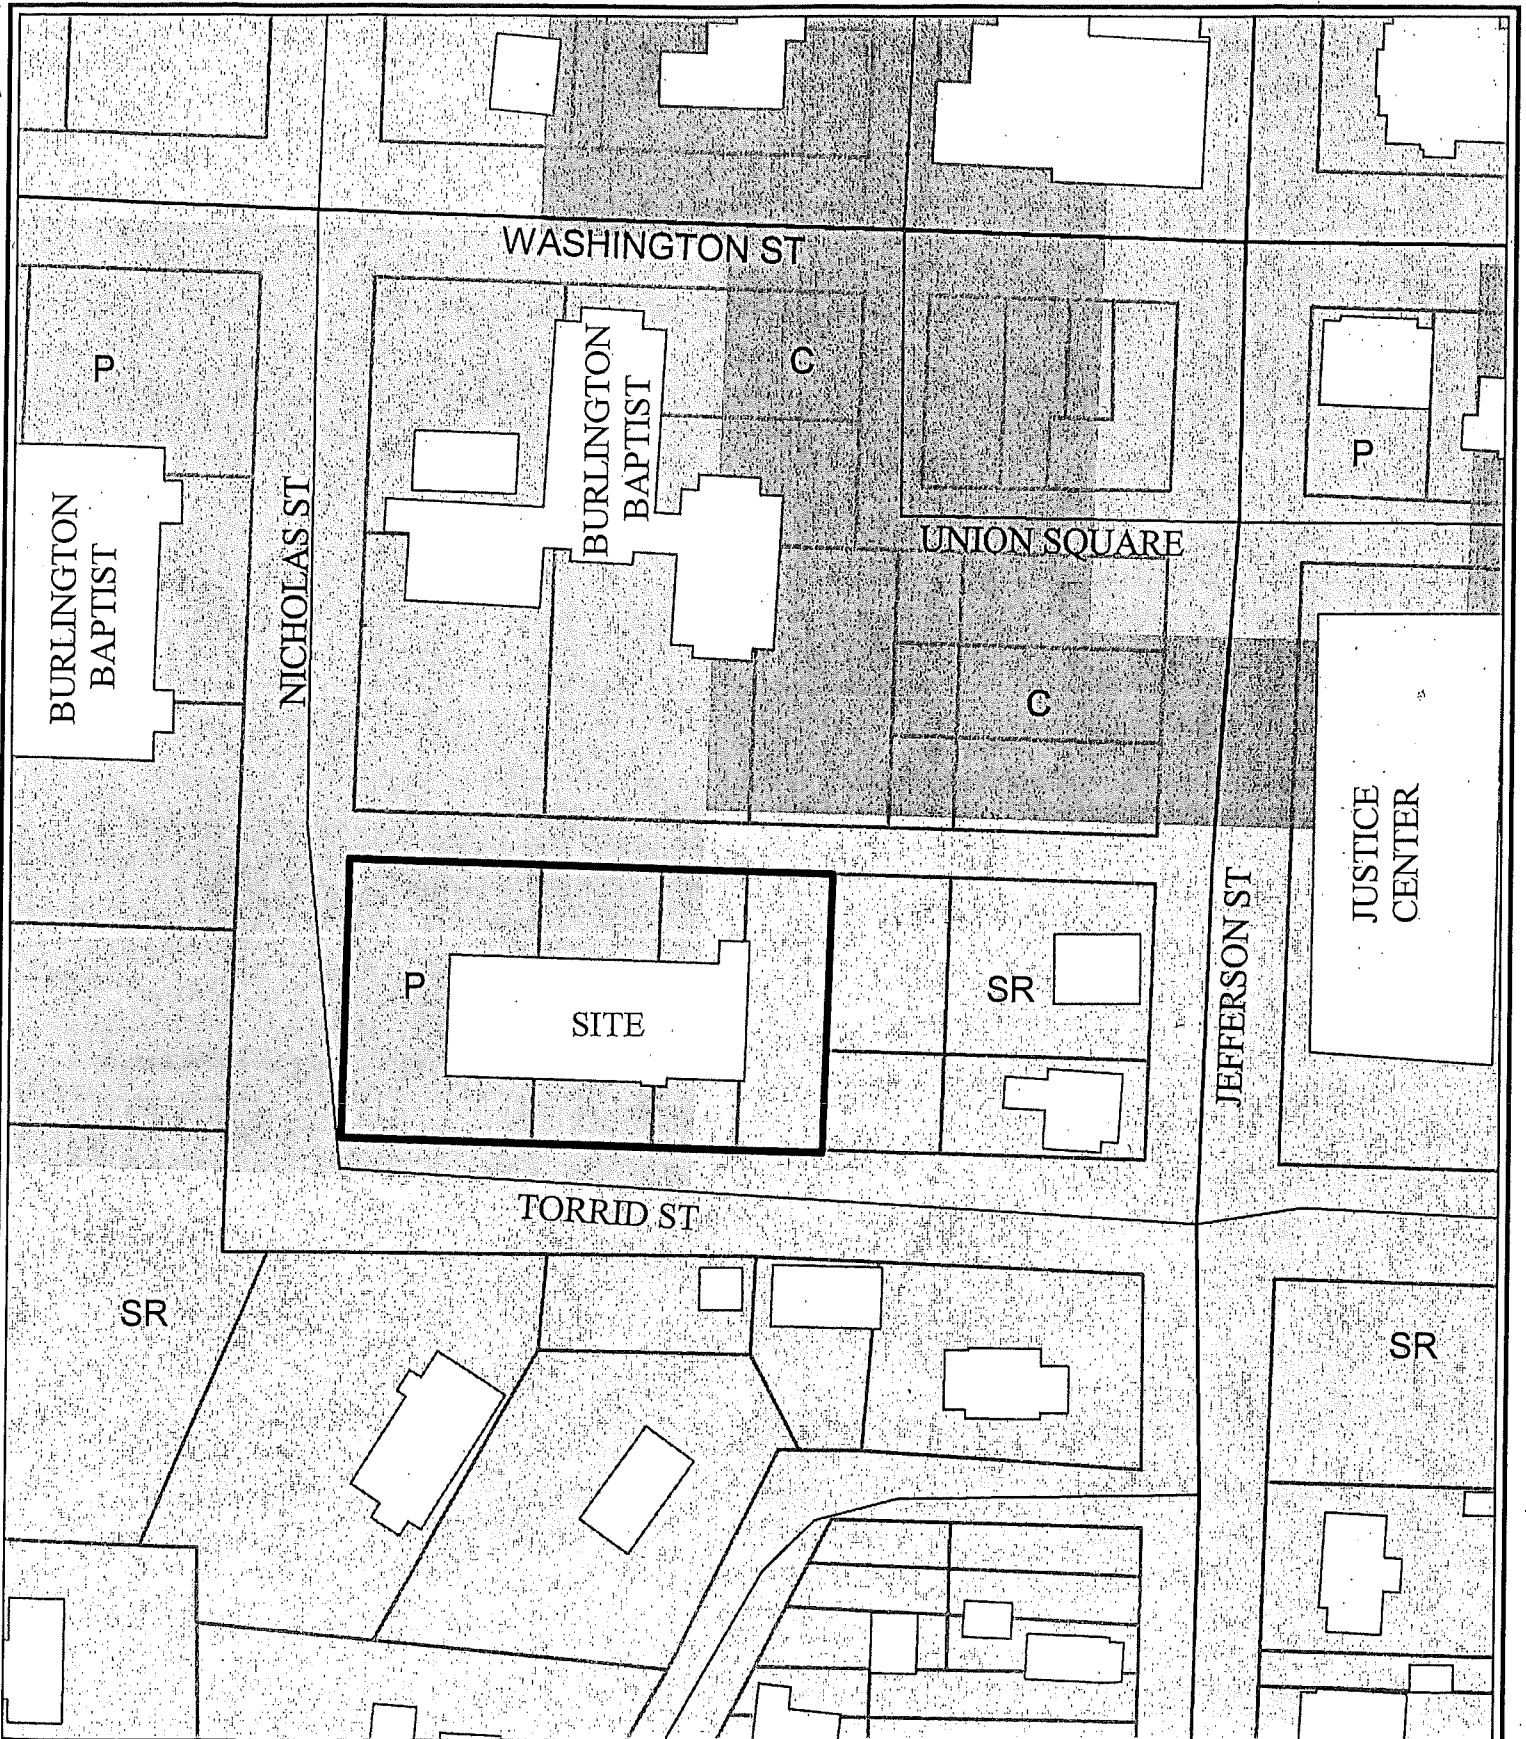 WASHINGTON ST
P
C
BURLINGTON
BAPTIST
P
BURLINGTON
BAPTIST
NICHOLAS ST
UNION SQUARE
C
JUSTICE
CENTER
P
SITE
SR
JEFFERSON ST
TORRID ST
SR
SR